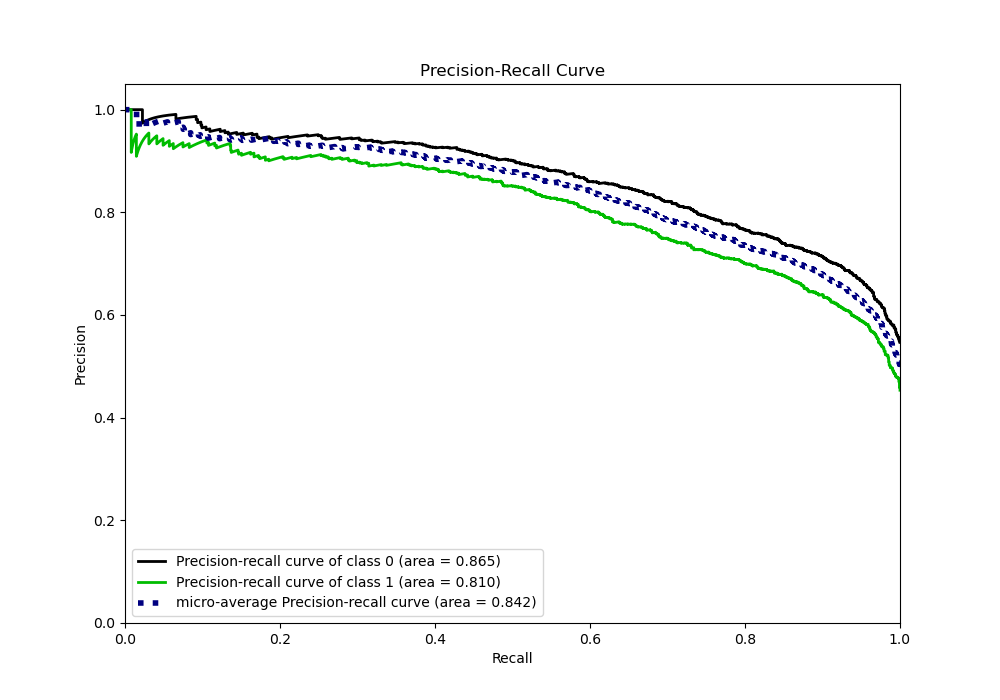 Precision-Recall Curve
Precision
1.0
0.8
0.6
0.4
0.2
0.0
Precision-recall curve of class 0 (area = 0.865)
Precision-recall curve of class 1 (area = 0.810)
micro-average Precision-recall curve (area = 0.842)
0.0 0.2 0.4 0.6 0.8 1.0
Recall